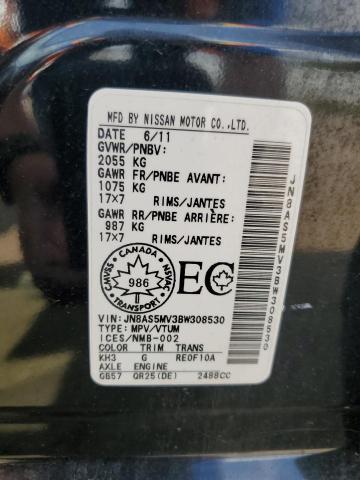 MFD BY NISSAN MOTOR CO.,LTD.
DATE 6/11
GVWR/PNBV:
2055 KG
GAWR FR/PNBE AVANT:
1075 KG
17×7 RIMS/JANTES
GAWR RR/PNBE ARRIÈRE:
987 KG
17×7 RIMS/JANTES
CANADA
CMVSS NSVAC
986
TRANSPORT
EC
VIN: JN8AS5MV3BW308530
TYPE: MPV/VTUM
ICES/NMB-002
COLOR TRIM TRANS
KH3 G RE0F10A
AXLE ENGINE
GB57 QR25(DE) 2488CC
JN8AS5MV3BW308530